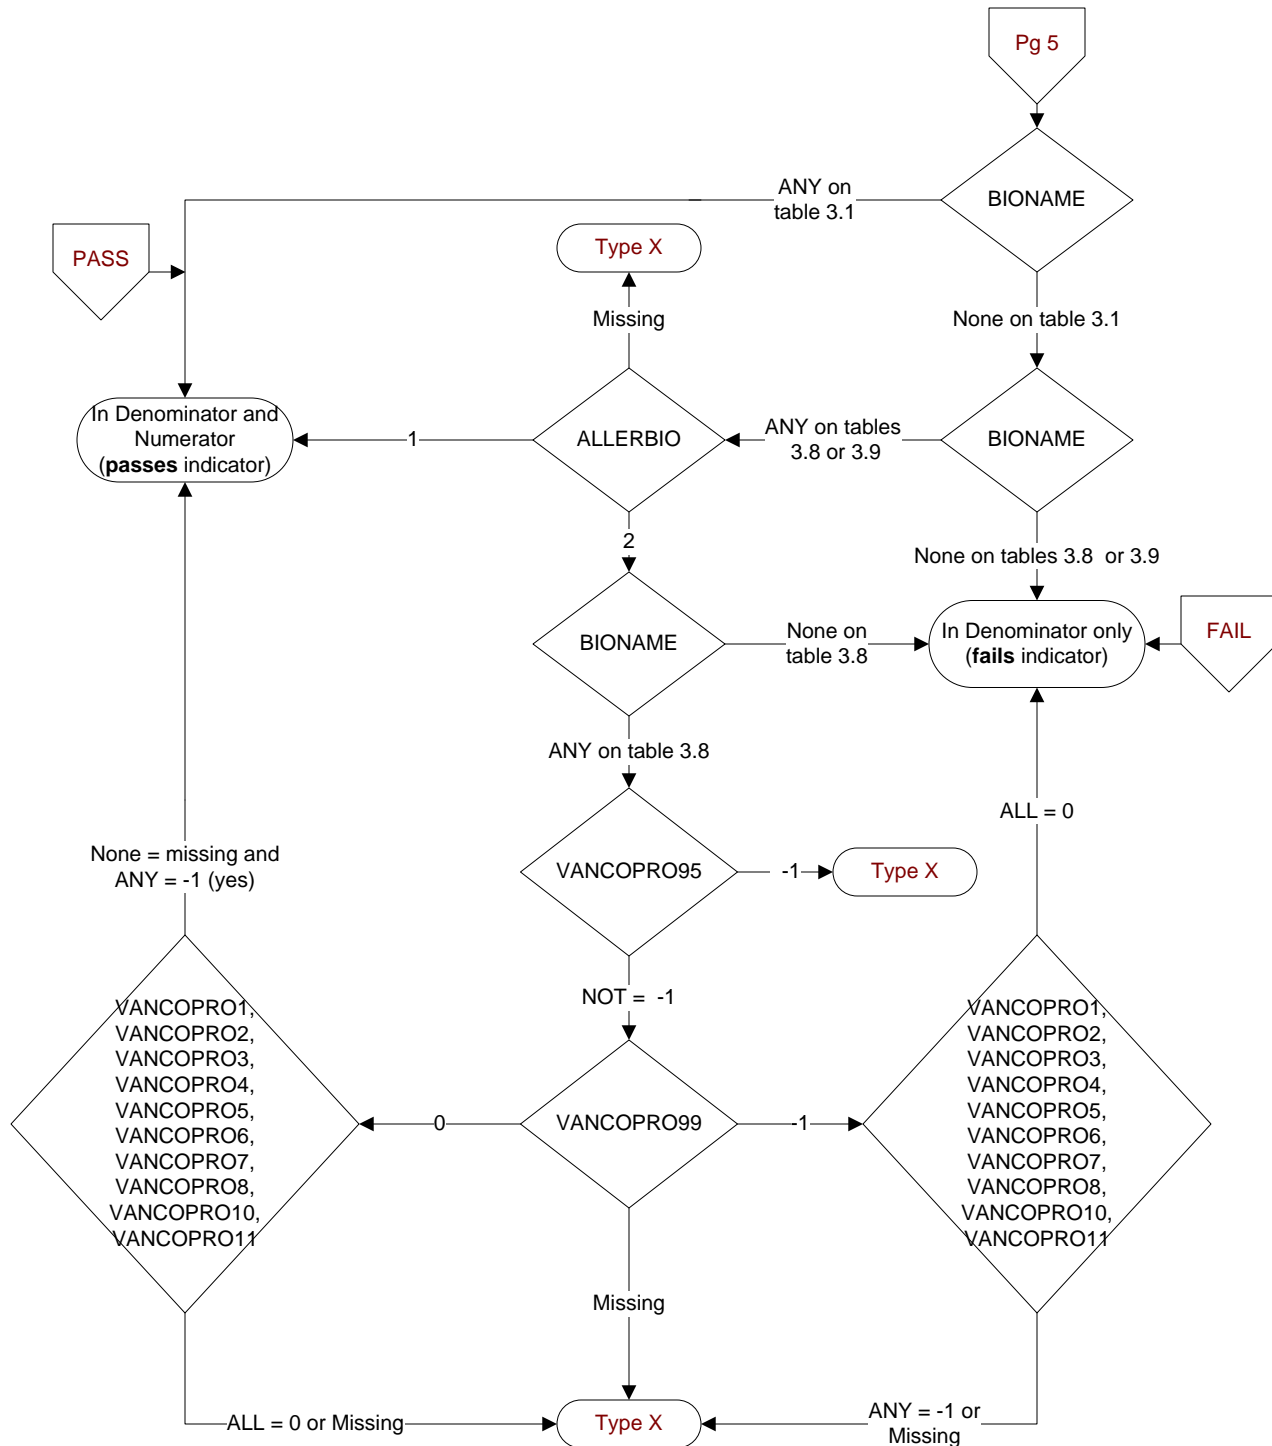 Pg 5
BIONAME
ANY on
table 3.1
PASS
Type X
Missing
None on table 3.1
In Denominator and
Numerator
(passes indicator)
1
ALLERBIO
ANY on tables
3.8 or 3.9
BIONAME
2
None on tables 3.8 or 3.9
BIONAME
None on
table 3.8
In Denominator only
(fails indicator)
FAIL
ANY on table 3.8
ALL = 0
None = missing and
ANY = -1 (yes)
VANCOPRO95
-1
Type X
NOT = -1
VANCOPRO1,
VANCOPRO2,
VANCOPRO3,
VANCOPRO4,
VANCOPRO5,
VANCOPRO6,
VANCOPRO7,
VANCOPRO8,
VANCOPRO10,
VANCOPRO11
0
VANCOPRO99
-1
VANCOPRO1,
VANCOPRO2,
VANCOPRO3,
VANCOPRO4,
VANCOPRO5,
VANCOPRO6,
VANCOPRO7,
VANCOPRO8,
VANCOPRO10,
VANCOPRO11
Missing
ALL = 0 or Missing
Type X
ANY = -1 or
Missing